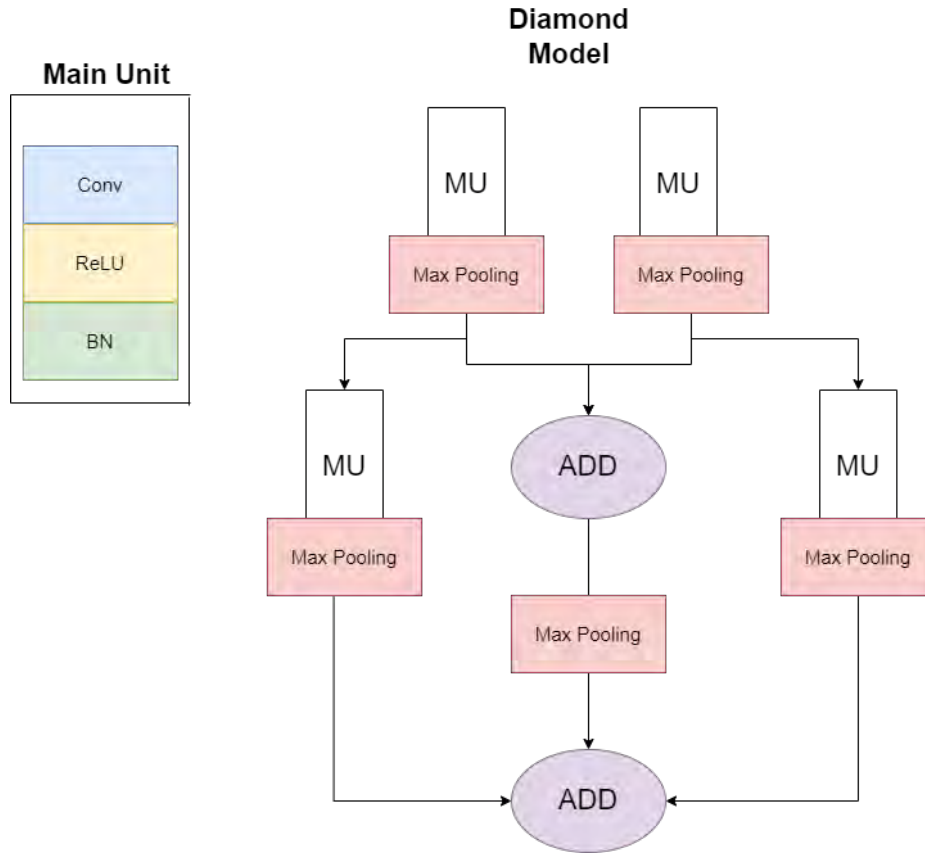 Diamond
Model
Main Unit
Conv
ReLU
BN
MU
MU
Max Pooling
Max Pooling
MU
ADD
MU
Max Pooling
Max Pooling
Max Pooling
ADD